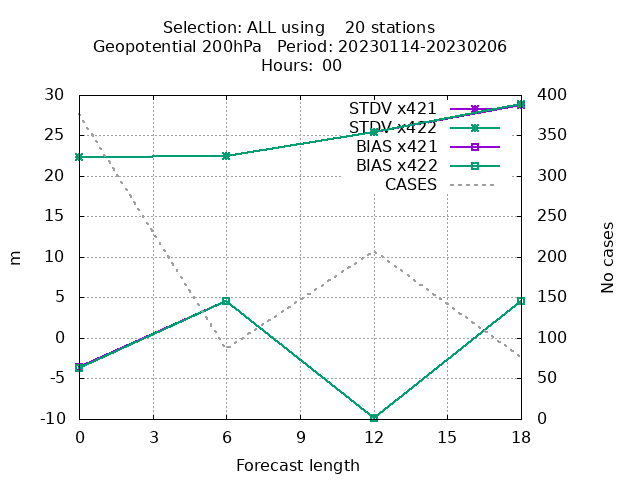 Selection: ALL using    20 stations
Geopotential 200hPa   Period: 20230114-20230206
Hours: 00
30
25
20
15
10
5
0
-5
-10
m
STDV x421
STDV x422
BIAS x421
BIAS x422
CASES
400
350
300
250
200
150
100
50
0
No cases
0 3 6 9 12 15 18
Forecast length